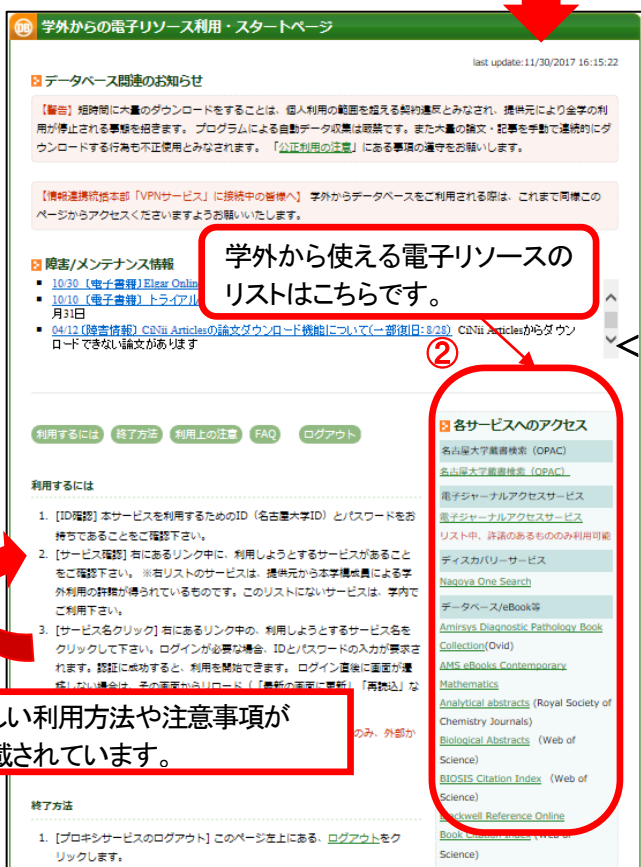 DB 学外からの電子リソース利用・スタートページ
last update:11/30/2017 16:15:22
データベース関連のお知らせ
【警告】短時間に大量のダウンロードをすることは、個人利用の範囲を超える契約違反とみなされ、提供元により全学の利
用が停止される事態を招きます。 プログラムによる自動データ収集は厳禁です。また大量の論文・記事を手動で連続的にダ
ウンロードする行為も不正使用とみなされます。 「公正利用の注意」にある事項の遵守をお願いします。
【情報連携統括本部「VPNサービス」に接続中の皆様へ】 学外からデータベースをご利用される際は、これまで同様この
ページからアクセスくださいますようお願いいたします。
障害/メンテナンス情報
学外から使える電子リソースの
リストはこちらです。
10/30 [電子書籍] Elgar Onlin
10/10 [電子書籍] トライアル
月31日
04/12 [障害情報] CiNii Articlesの論文ダウンロード機能について(一部復旧:8/28) CiNii Articlesからダウン
ロードできない論文があります
②
<
利用するには 終了方法 利用上の注意 FAQ ログアウト
利用するには
1. [ID確認] 本サービスを利用するためのID（名古屋大学ID）とパスワードをお
持ちであることをご確認下さい。
2. [サービス確認] 右にあるリンク中に、利用しようとするサービスがあること
をご確認下さい。 ※右リストのサービスは、提供元から本学構成員による学
外利用の許諾が得られているものです。このリストにないサービスは、学内で
ご利用下さい。
3. [サービス名クリック] 右にあるリンク中の、利用しようとするサービス名を
クリックして下さい。ログインが必要な場合、IDとパスワードの入力が要求さ
れます。認証に成功すると、利用を開始できます。 ログイン直後に画面が遷
移しない場合は、その画面からリロード（「最新の画面に更新」「再読込」な
のみ、外部か
しい利用方法や注意事項が
載されています。
終了方法
1. [プロキシサービスのログアウト] このページ左上にある、ログアウトをク
リックします。
各サービスへのアクセス
名古屋大学蔵書検索（OPAC）
名古屋大学蔵書検索（OPAC）
電子ジャーナルアクセスサービス
電子ジャーナルアクセスサービス
リスト中、許諾のあるもののみ利用可能
ディスカバリーサービス
Nagoya One Search
データベース/eBook等
Amirsys Diagnostic Pathology Book
Collection(Ovid)
AMS eBooks Contemporary
Mathematics
Analytical abstracts (Royal Society of
Chemistry Journals)
Biological Abstracts （Web of
Science)
BIOSIS Citation Index （Web of
Science)
Blackwell Reference Online
Book Citation Index (Web of
Science)